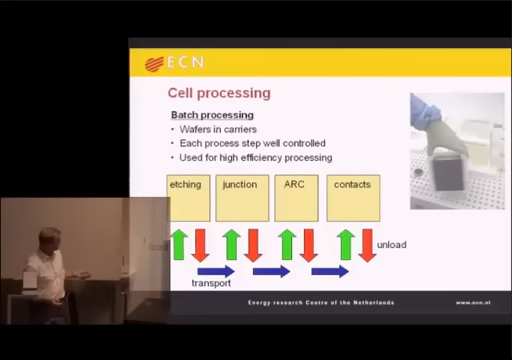 ECN
Cell processing
Batch processing
• Wafers in carriers
• Each process step well controlled
• Used for high efficiency processing
etching junction ARC contacts
unload
transport
Energy research Centre of the Netherlands www.ecn.nl